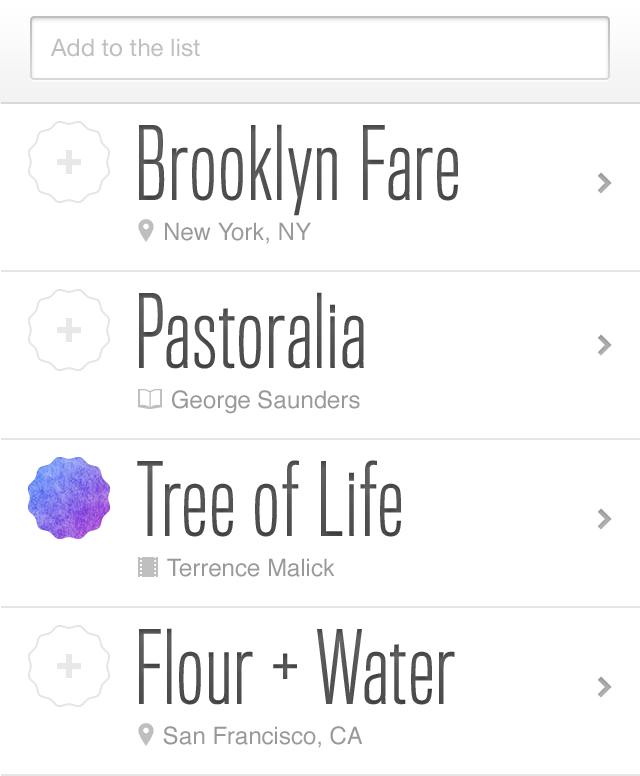 Add to the list
Brooklyn Fare
New York, NY
Pastoralia
George Saunders
Tree of Life
Terrence Malick
Flour + Water
San Francisco, CA